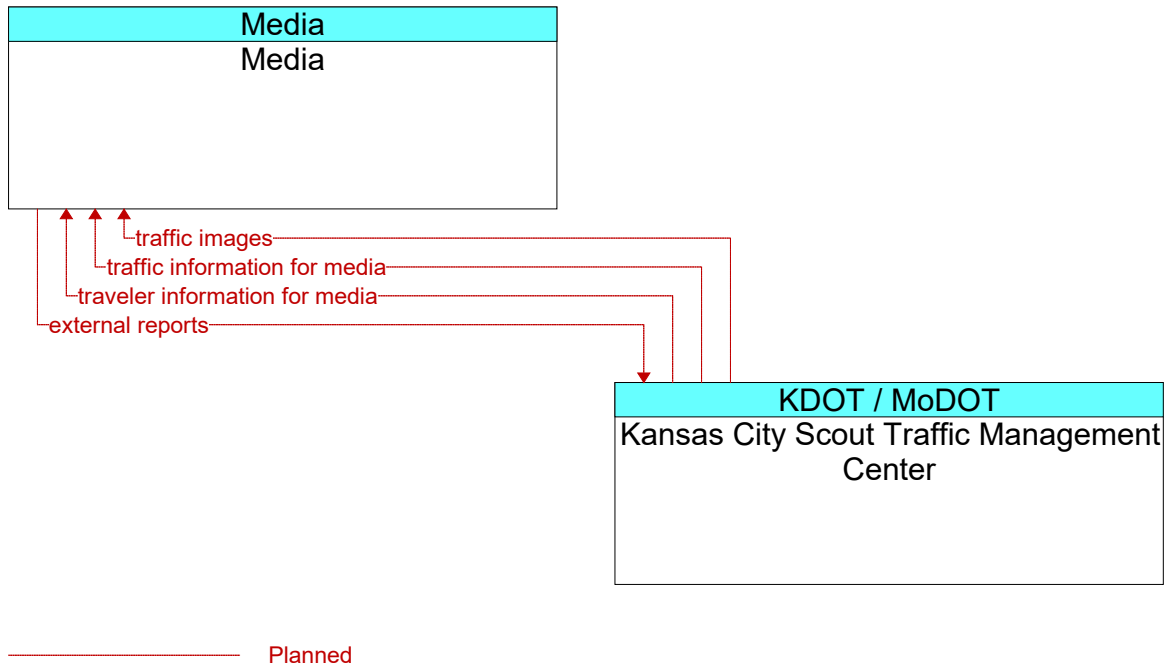 Media
Media
traffic images
traffic information for media
traveler information for media
external reports
KDOT / MoDOT
Kansas City Scout Traffic Management
Center
Planned